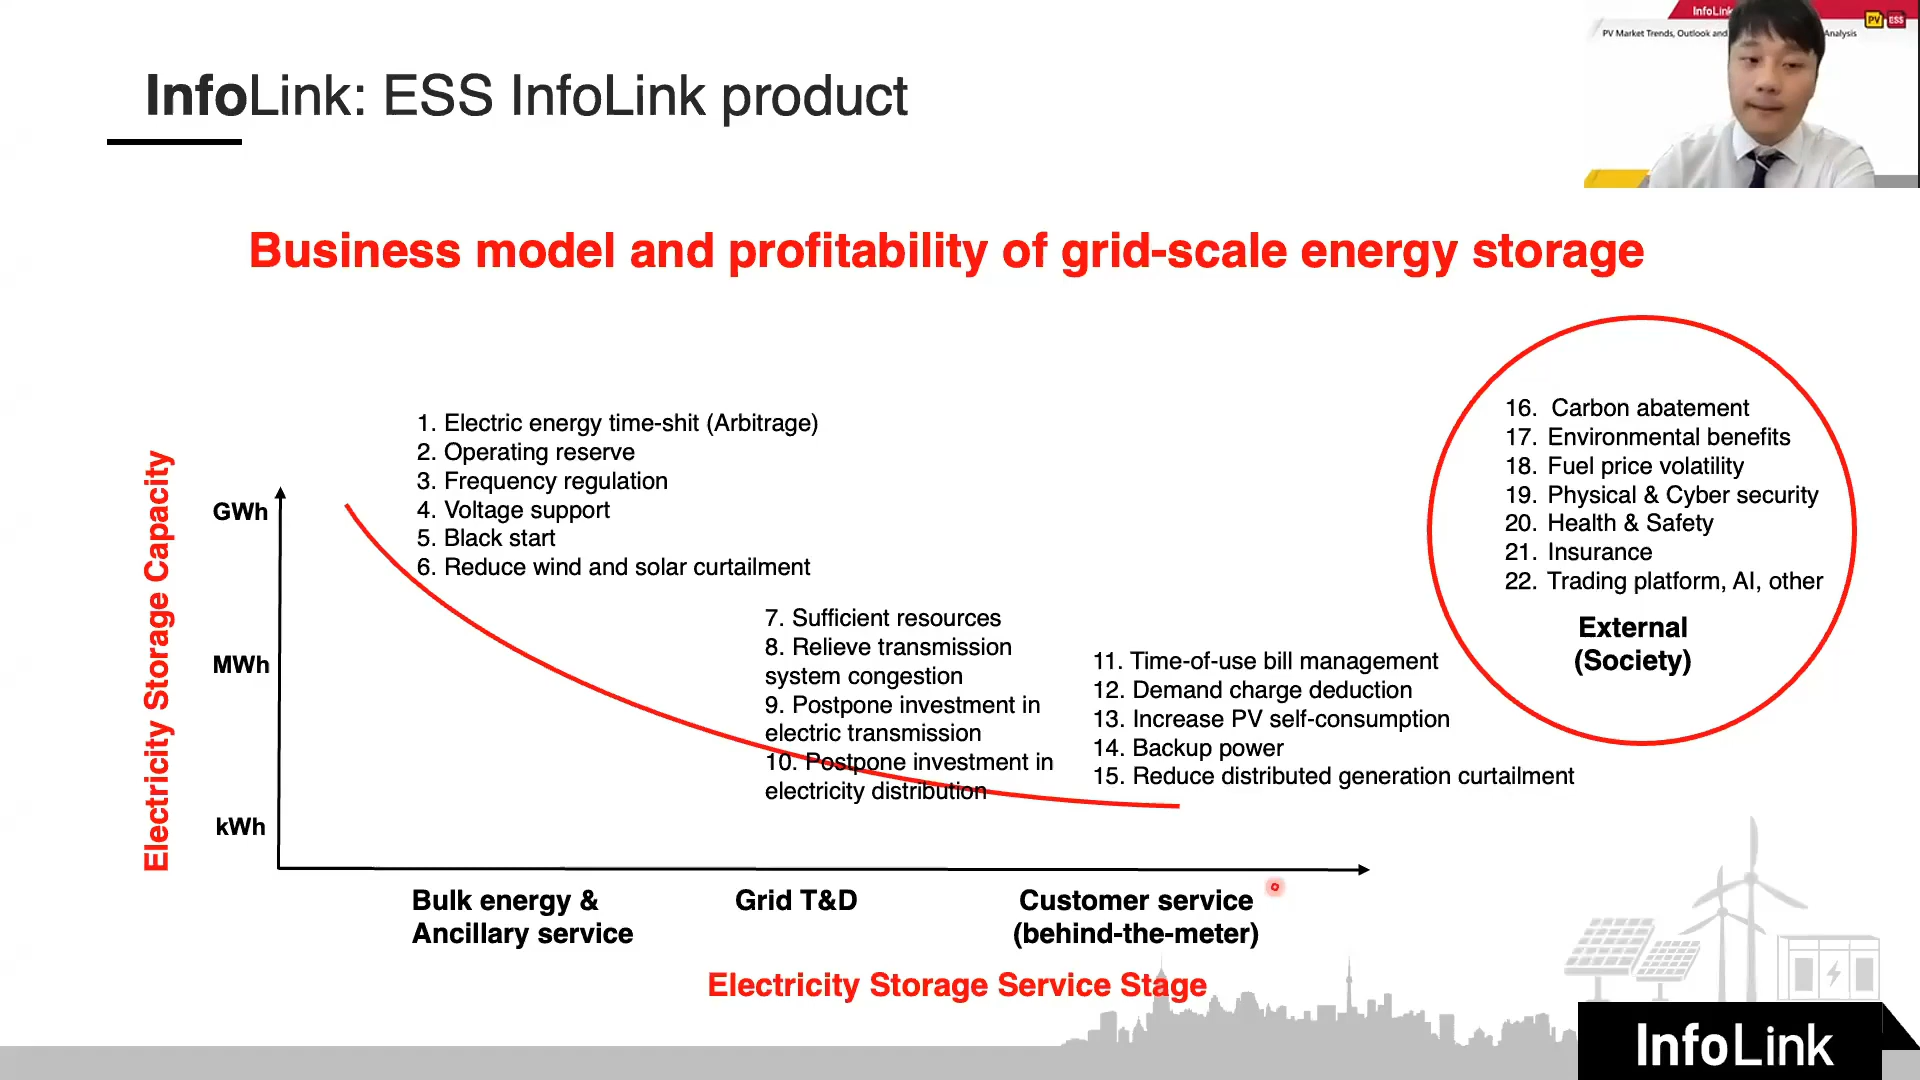 InfoLink: ESS InfoLink product
InfoLink
PV ESS
PV Market Trends, Outlook and
Analysis
Business model and profitability of grid-scale energy storage
Electricity Storage Capacity
GWh
MWh
kWh
1. Electric energy time-shit (Arbitrage)
2. Operating reserve
3. Frequency regulation
4. Voltage support
5. Black start
6. Reduce wind and solar curtailment
7. Sufficient resources
8. Relieve transmission
system congestion
9. Postpone investment in
electric transmission
10. Postpone investment in
electricity distribution
11. Time-of-use bill management
12. Demand charge deduction
13. Increase PV self-consumption
14. Backup power
15. Reduce distributed generation curtailment
16. Carbon abatement
17. Environmental benefits
18. Fuel price volatility
19. Physical & Cyber security
20. Health & Safety
21. Insurance
22. Trading platform, AI, other
External
(Society)
Bulk energy &
Ancillary service
Grid T&D
Customer service
(behind-the-meter)
Electricity Storage Service Stage
InfoLink